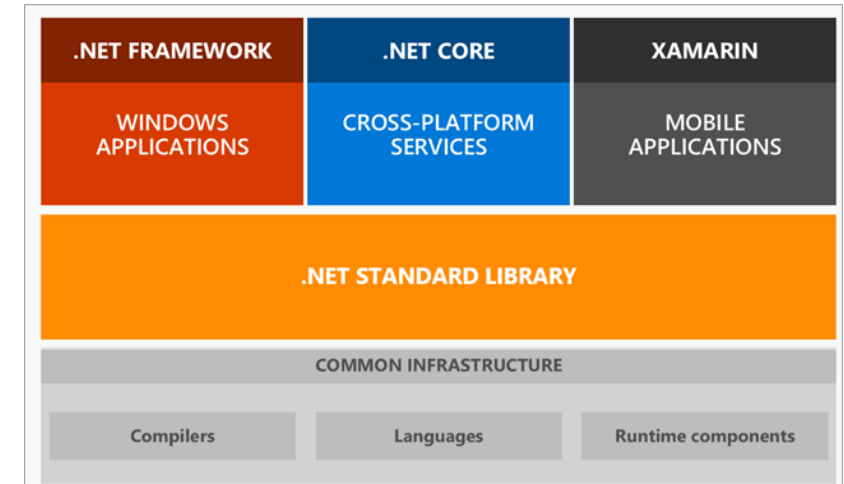 .NET FRAMEWORK
.NET CORE
XAMARIN
WINDOWS
APPLICATIONS
CROSS-PLATFORM
SERVICES
MOBILE
APPLICATIONS
.NET STANDARD LIBRARY
COMMON INFRASTRUCTURE
Compilers
Languages
Runtime components